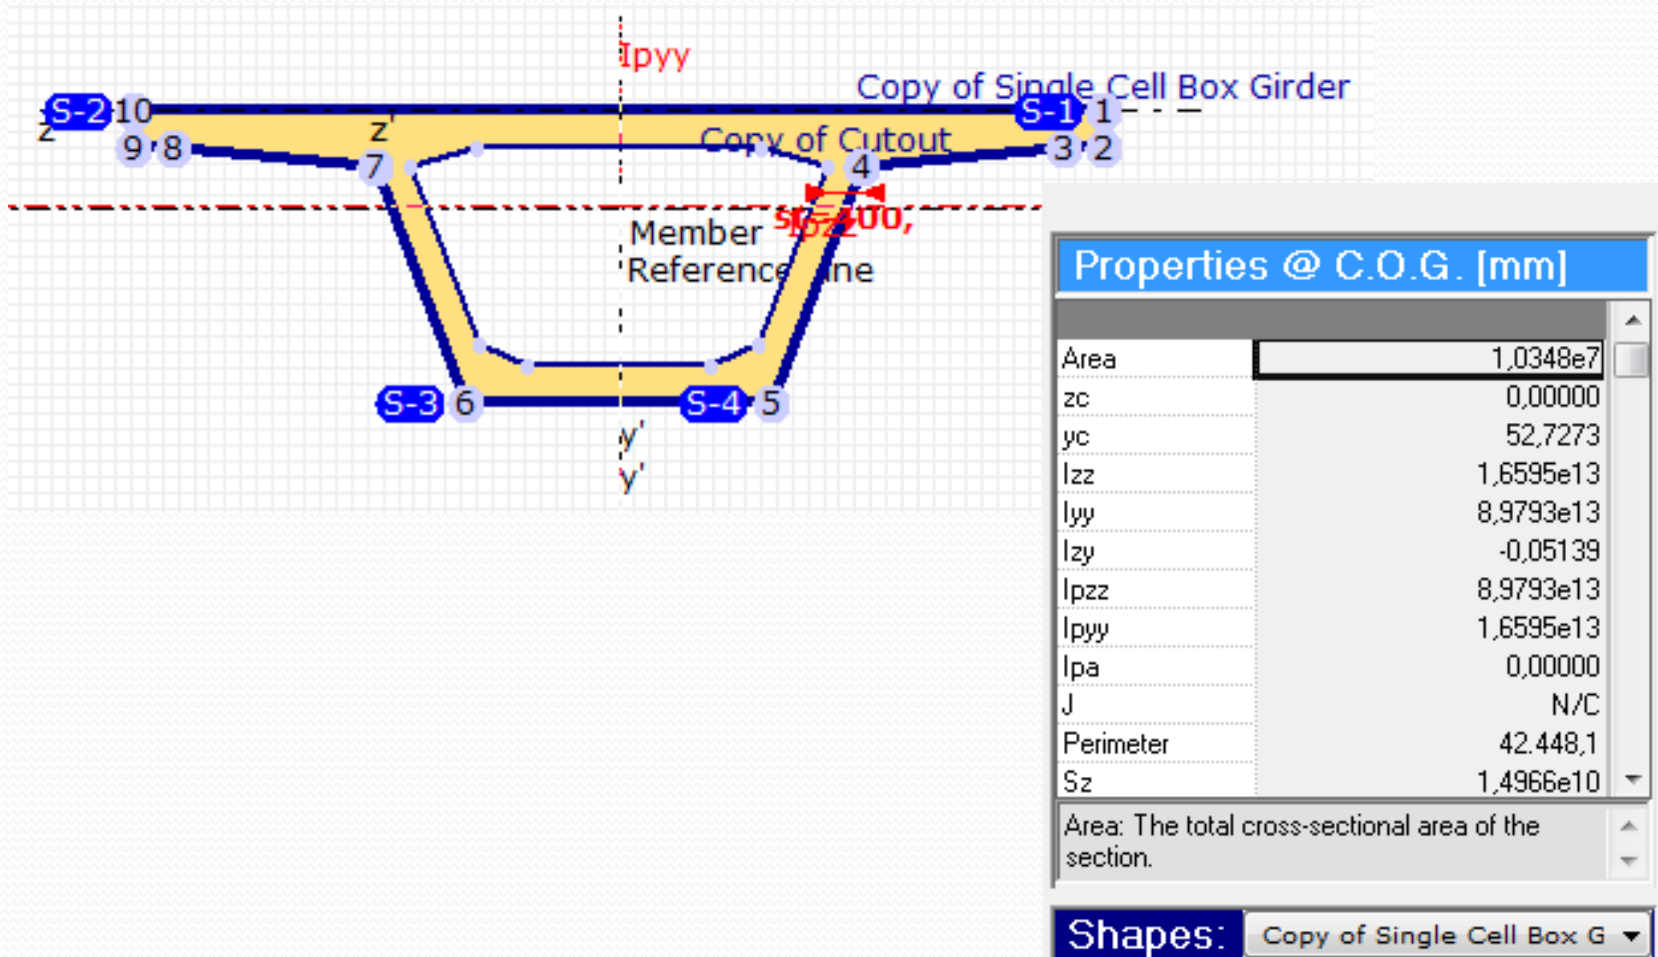 Ipyy
Copy of Single Cell Box Girder
S-2 10
S-1 1
z
z'
Copy of Cutout
9 8
7
4
3 2
Member
Reference Line
S-3 6
S-4 5
y'
y'
Properties @ C.O.G. [mm]
Area 1,0348e7
zc 0,00000
yc 52,7273
Izz 1,6595e13
Iyy 8,9793e13
Izy -0,05139
Ipzz 8,9793e13
Ipyy 1,6595e13
Ipa 0,00000
J N/C
Perimeter 42.448,1
Sz 1,4966e10
Area: The total cross-sectional area of the
section.
Shapes: Copy of Single Cell Box G